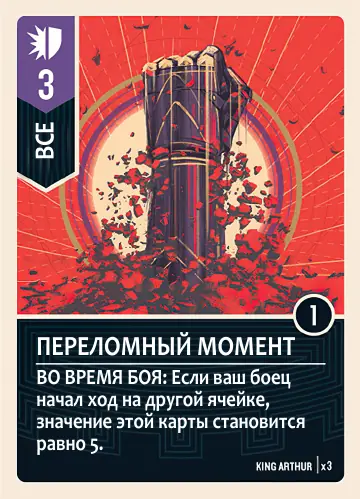 3
ВСЕ
1
ПЕРЕЛОМНЫЙ МОМЕНТ
ВО ВРЕМЯ БОЯ: Если ваш боец
начал ход на другой ячейке,
значение этой карты становится
равно 5.
KING ARTHUR | x3